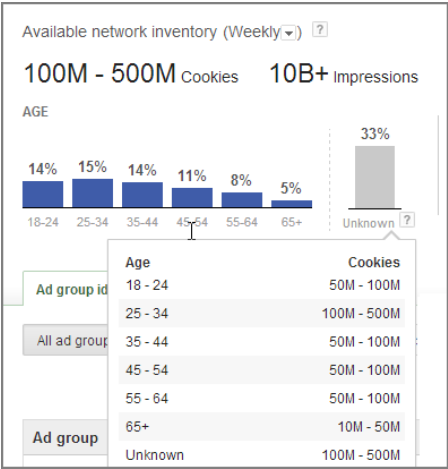 Available network inventory (Weekly) ?
100M - 500M Cookies 10B+ Impressions
AGE
14% 15% 14% 11% 8% 5% 33%
18-24 25-34 35-44 45-54 55-64 65+ Unknown ?
Age Cookies
18 - 24 50M - 100M
25 - 34 100M - 500M
35 - 44 50M - 100M
45 - 54 50M - 100M
55 - 64 50M - 100M
65+ 10M - 50M
Unknown 100M - 500M
Ad group id
All ad group
Ad group